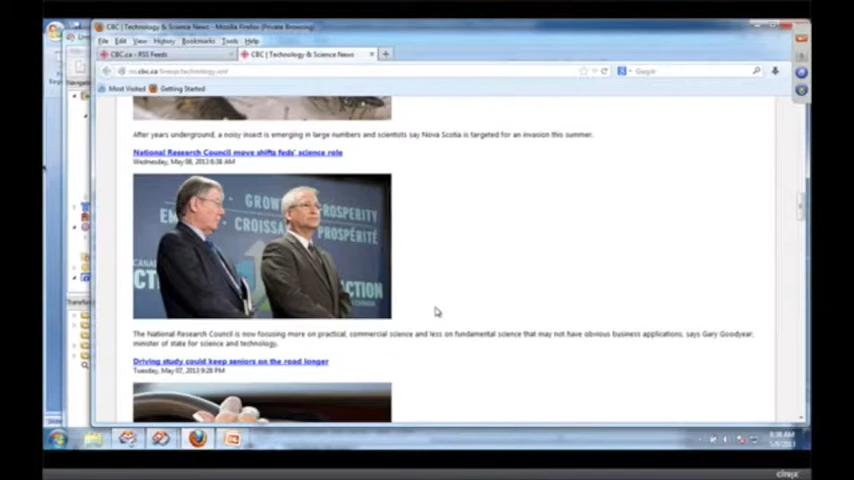 CBC | Technology & Science News - Mozilla Firefox (Private Browsing)
File Edit View History Bookmarks Tools Help
CBC.ca - RSS Feeds
CBC | Technology & Science News
Google
Most Visited Getting Started
After years underground, a noisy insect is emerging in large numbers and scientists say Nova Scotia is targeted for an invasion this summer.
National Research Council move shifts feds' science role
Wednesday, May 08, 2013 6:38 AM
GROW
PROSPERITY
CROISSA
PROSPÉRITÉ
CANAD
CT
ACTION
The National Research Council is now focusing more on practical, commercial science and less on fundamental science that may not have obvious business applications, says Gary Goodyear,
minister of state for science and technology.
Driving study could keep seniors on the road longer
Tuesday, May 07, 2013 9:28 PM
citrix